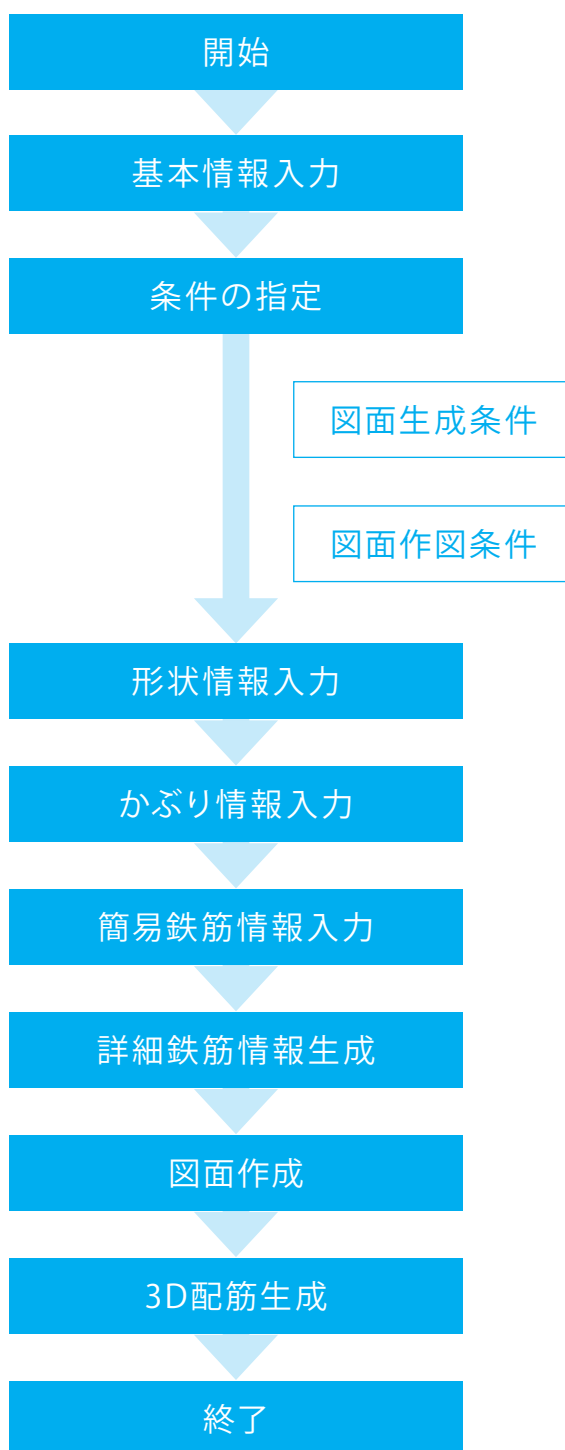 開始
基本情報入力
条件の指定
図面生成条件
図面作図条件
形状情報入力
かぶり情報入力
簡易鉄筋情報入力
詳細鉄筋情報生成
図面作成
3D配筋生成
終了